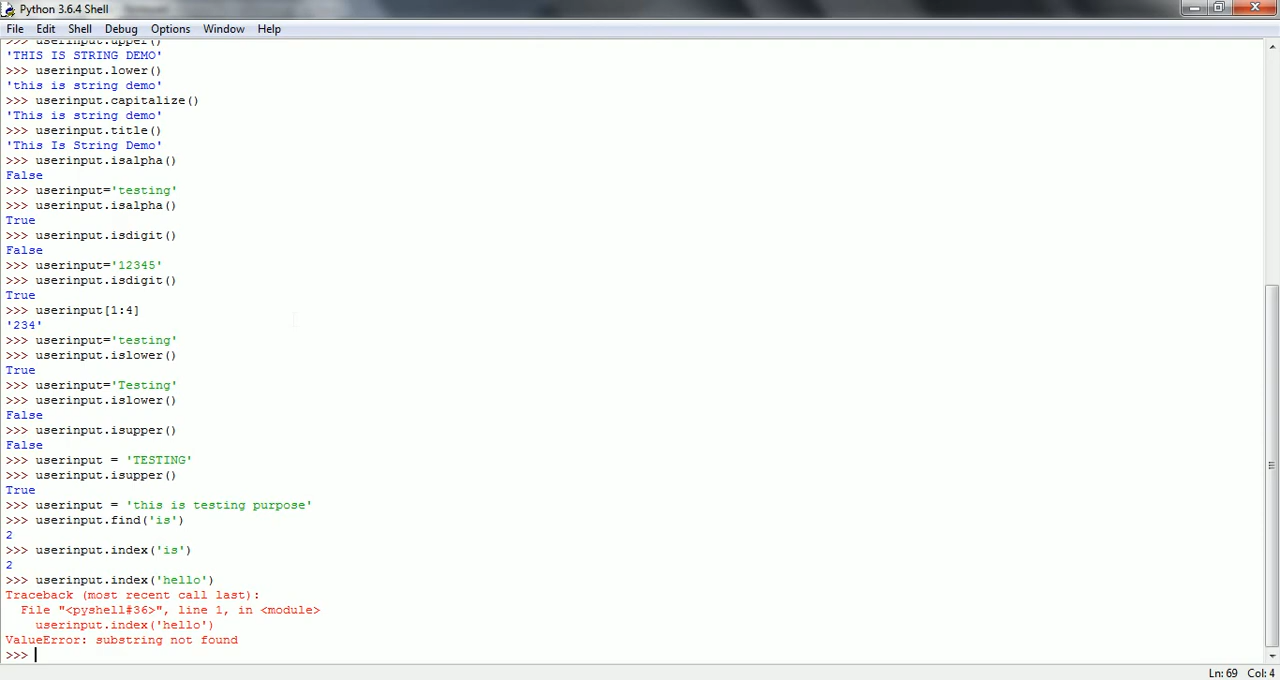 Python 3.6.4 Shell
File Edit Shell Debug Options Window Help
>>> userinput.upper()
'THIS IS STRING DEMO'
>>> userinput.lower()
'this is string demo'
>>> userinput.capitalize()
'This is string demo'
>>> userinput.title()
'This Is String Demo'
>>> userinput.isalpha()
False
>>> userinput='testing'
>>> userinput.isalpha()
True
>>> userinput.isdigit()
False
>>> userinput='12345'
>>> userinput.isdigit()
True
>>> userinput[1:4]
'234'
>>> userinput='testing'
>>> userinput.islower()
True
>>> userinput='Testing'
>>> userinput.islower()
False
>>> userinput.isupper()
False
>>> userinput = 'TESTING'
>>> userinput.isupper()
True
>>> userinput = 'this is testing purpose'
>>> userinput.find('is')
2
>>> userinput.index('is')
2
>>> userinput.index('hello')
Traceback (most recent call last):
  File "<pyshell#36>", line 1, in <module>
    userinput.index('hello')
ValueError: substring not found
>>>
Ln: 69 Col: 4